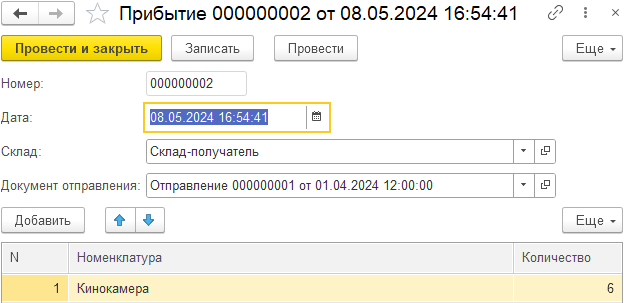 Прибытие 000000002 от 08.05.2024 16:54:41
Провести и закрыть Записать Провести Еще
Номер: 000000002
Дата: 08.05.2024 16:54:41
Склад: Склад-получатель
Документ отправления: Отправление 000000001 от 01.04.2024 12:00:00
Добавить Еще
N Номенклатура Количество
1 Кинокамера 6